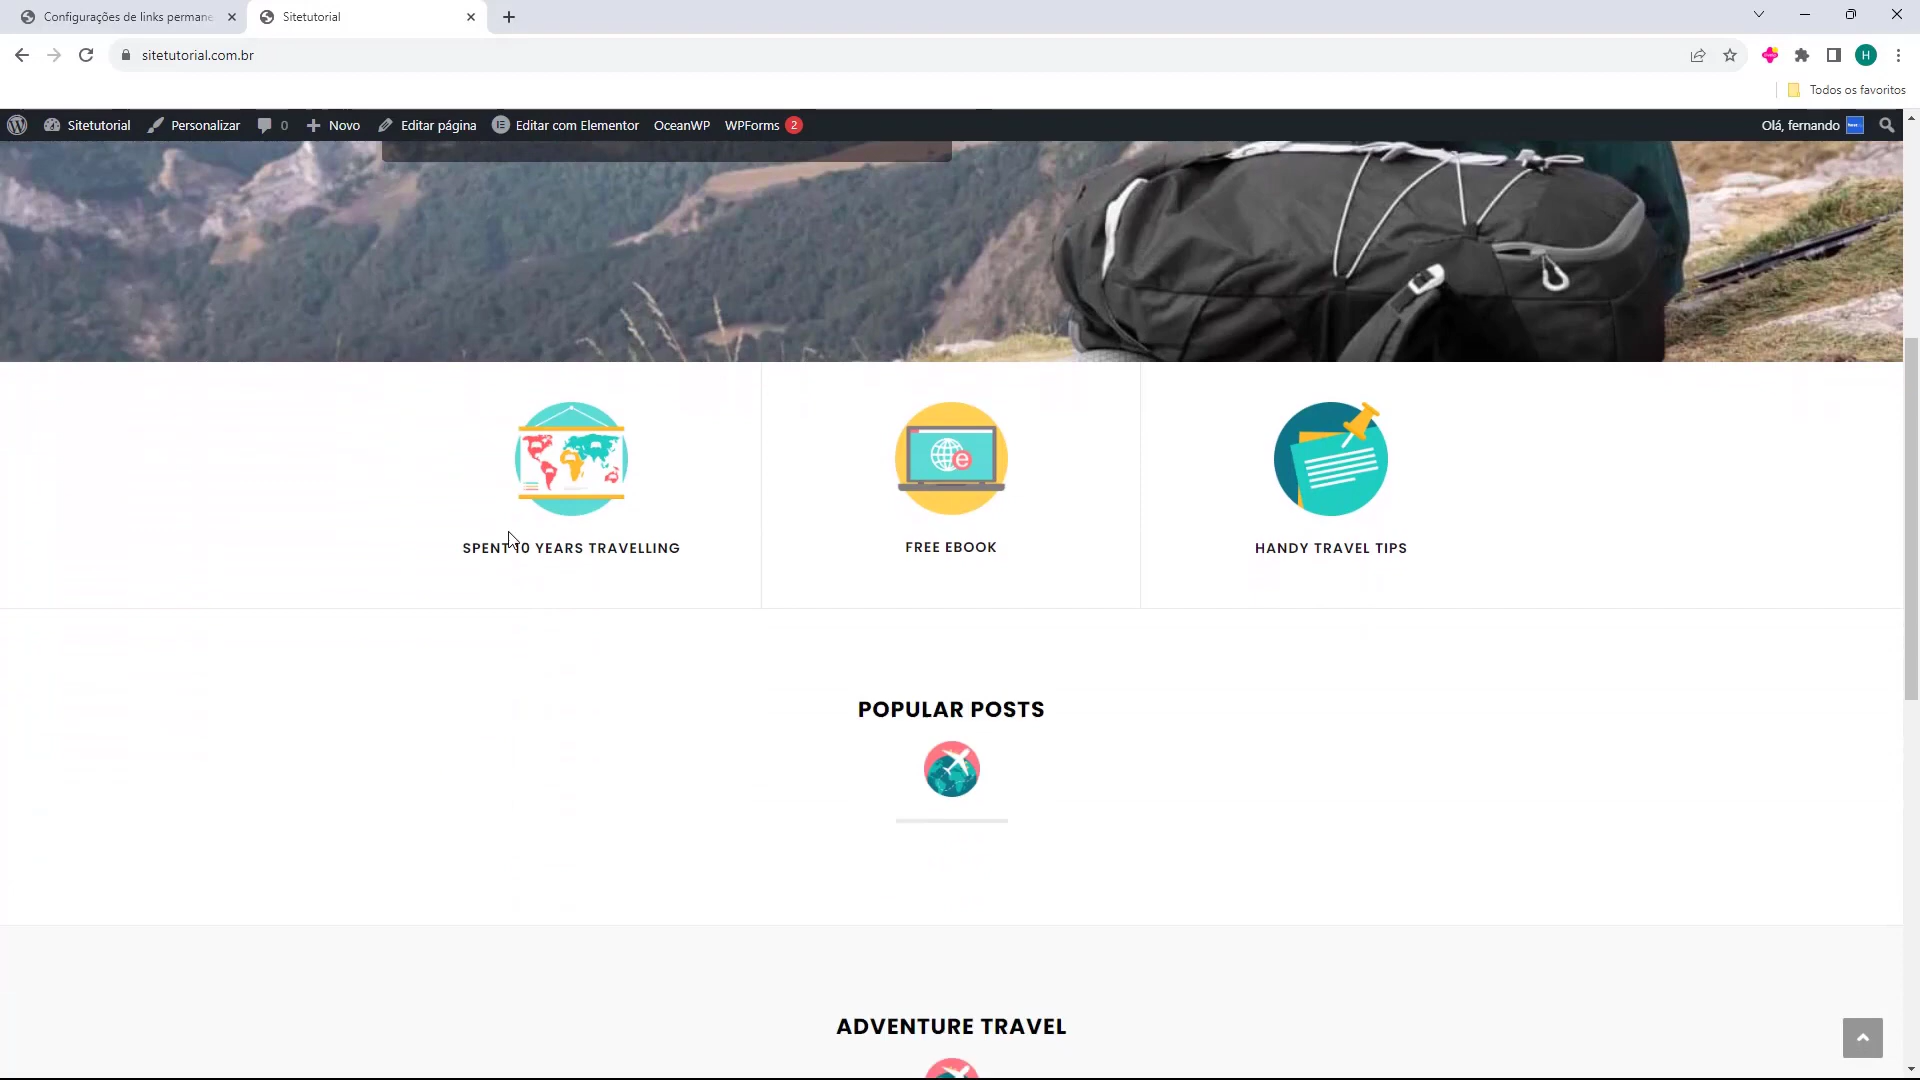 Configurações de links permane
Sitetutorial
sitetutorial.com.br
H
Todos os favoritos
Sitetutorial
Personalizar
0
Novo
Editar página
Editar com Elementor
OceanWP
WPForms 2
Olá, fernando
SPENT 10 YEARS TRAVELLING
FREE EBOOK
HANDY TRAVEL TIPS
POPULAR POSTS
ADVENTURE TRAVEL